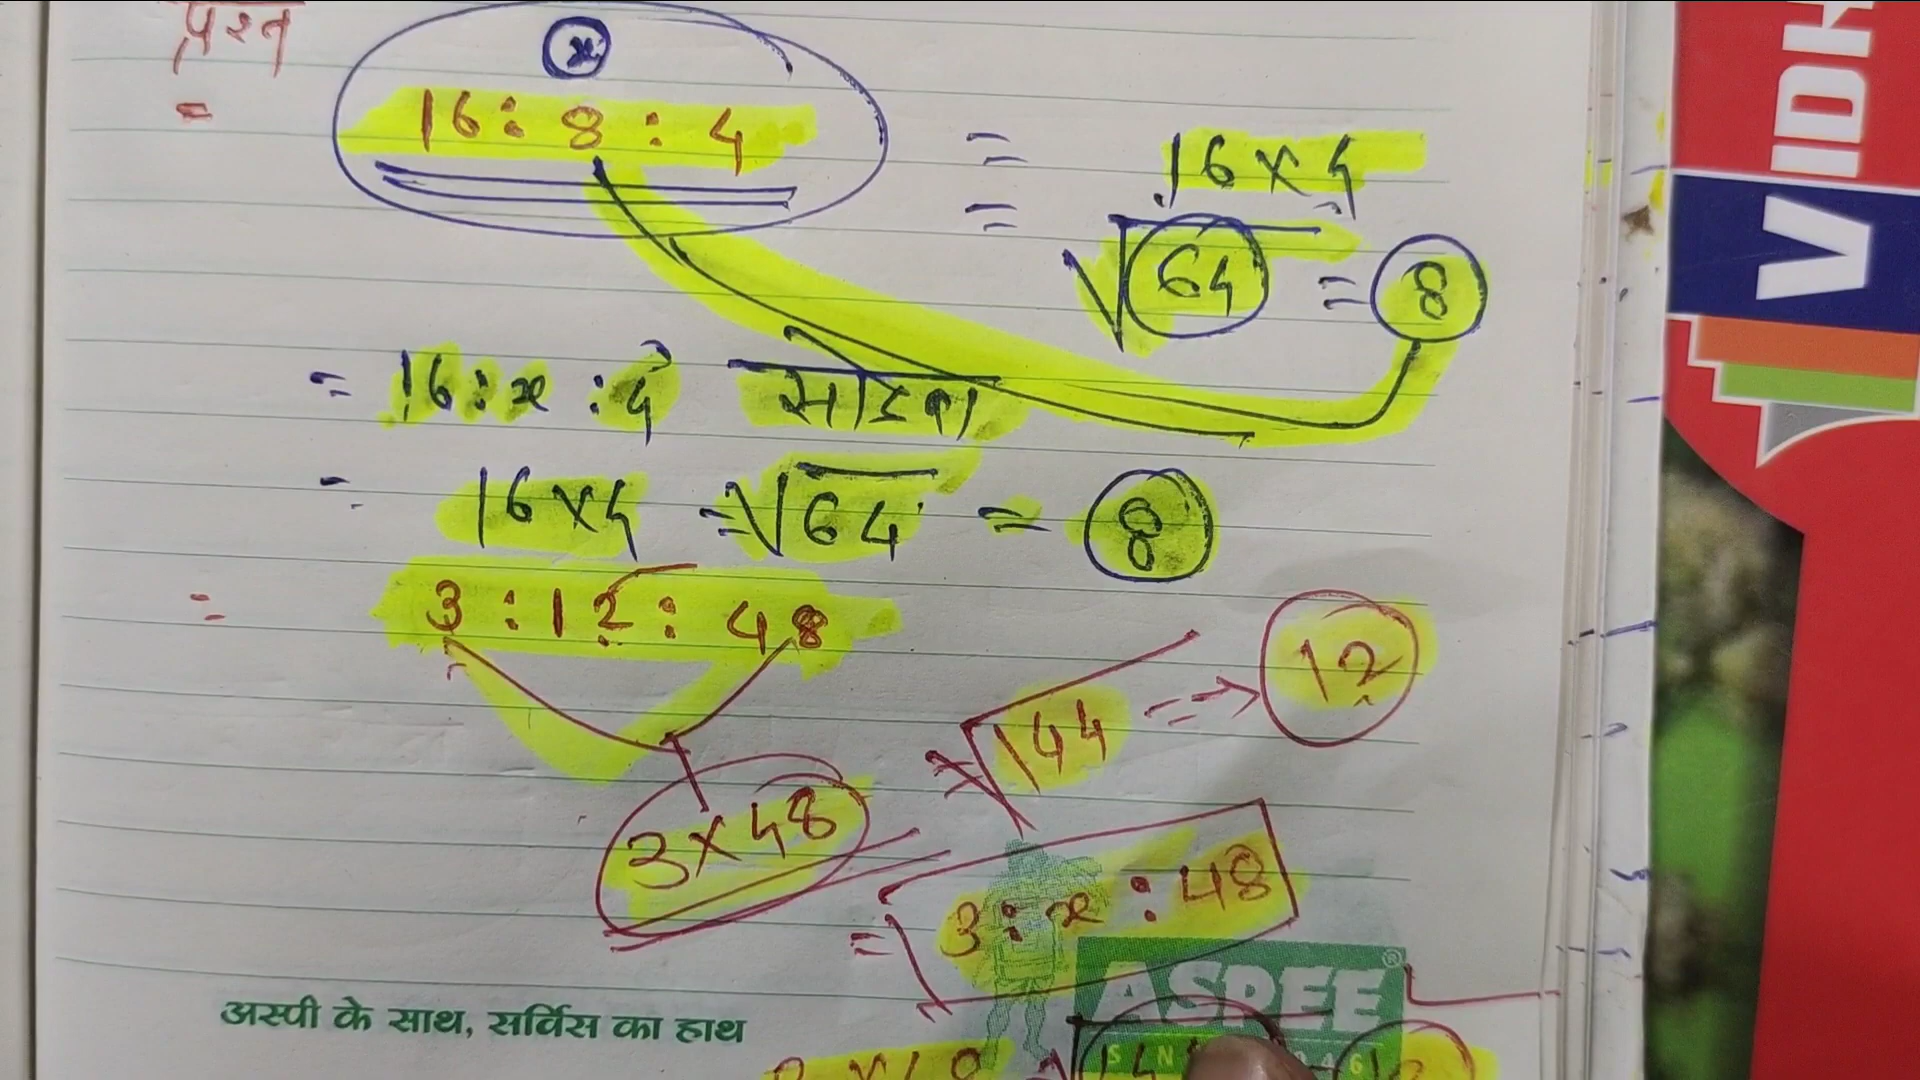 प्रश्न
x
= 16 : 8 : 4 = 16 x 4
= √64 = 8
= 16 : x : 4
= 16 x 4 = √64 = 8
= 3 : 12 : 48
= √144 => 12
3 x 48
= 3 : x : 48
ASPEE®
अस्पी के साथ, सर्विस का हाथ
VIDH